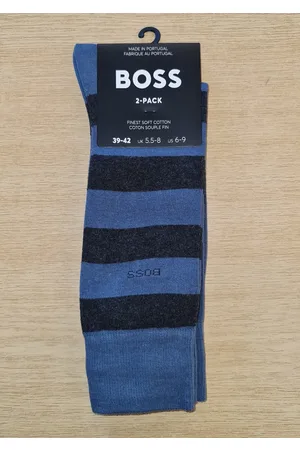 MADE IN PORTUGAL
FABRIQUE AU PORTUGAL
BOSS
2-PACK
FINEST SOFT COTTON
COTON SOUPLE FIN
39-42 UK 5.5-8 US 6-9
BOSS